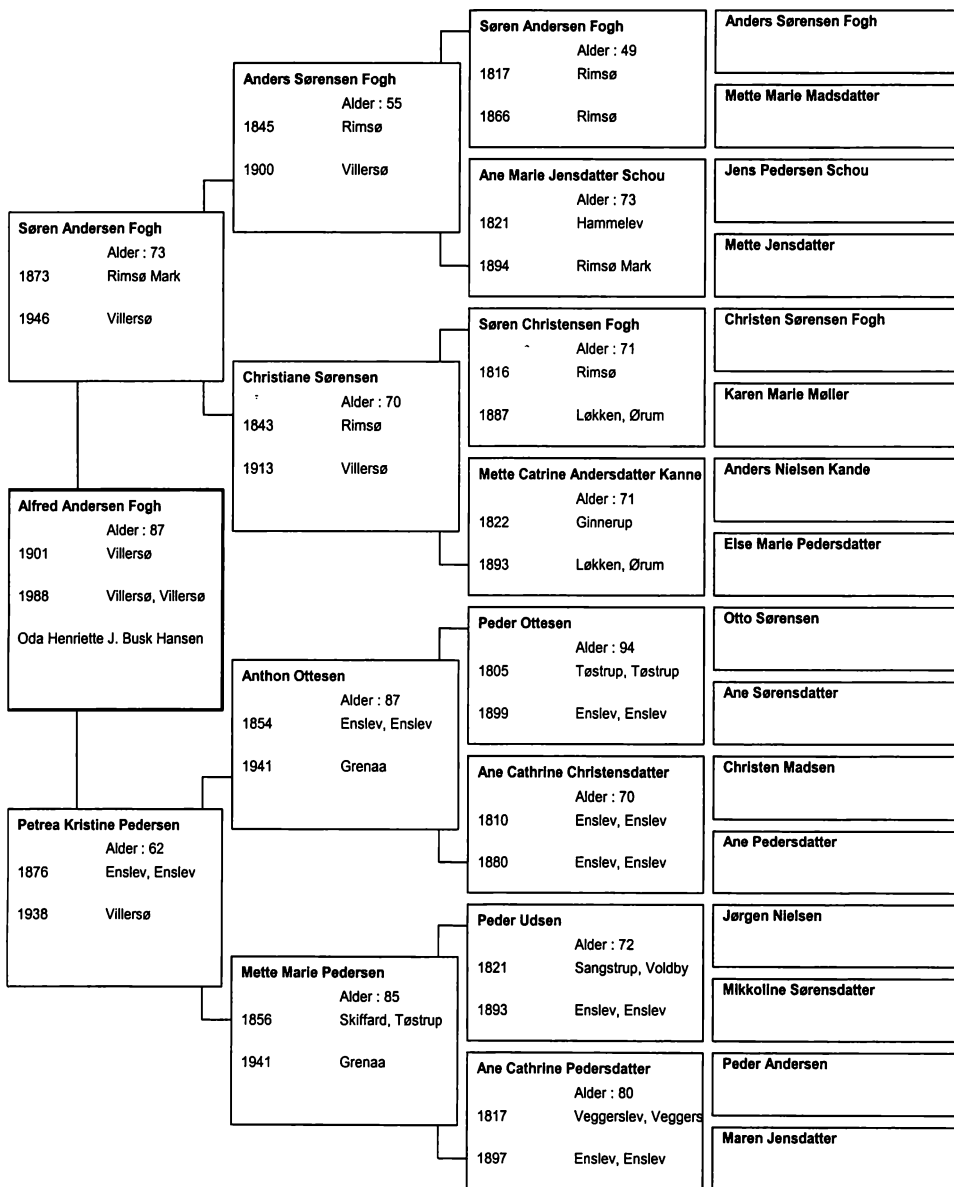 Søren Andersen Fogh
Alder : 73
1873 Rimsø Mark
1946 Villersø
Alfred Andersen Fogh
Alder : 87
1901 Villersø
1988 Villersø, Villersø
Oda Henriette J. Busk Hansen
Petrea Kristine Pedersen
Alder : 62
1876 Enslev, Enslev
1938 Villersø
Anders Sørensen Fogh
Alder : 55
1845 Rimsø
1900 Villersø
Christiane Sørensen
Alder : 70
1843 Rimsø
1913 Villersø
Anthon Ottesen
Alder : 87
1854 Enslev, Enslev
1941 Grenaa
Mette Marie Pedersen
Alder : 85
1856 Skiffard, Tøstrup
1941 Grenaa
Søren Andersen Fogh
Alder : 49
1817 Rimsø
1866 Rimsø
Ane Marie Jensdatter Schou
Alder : 73
1821 Hammelev
1894 Rimsø Mark
Søren Christensen Fogh
Alder : 71
1816 Rimsø
1887 Løkken, Ørum
Mette Catrine Andersdatter Kanne
Alder : 71
1822 Ginnerup
1893 Løkken, Ørum
Peder Ottesen
Alder : 94
1805 Tøstrup, Tøstrup
1899 Enslev, Enslev
Ane Cathrine Christensdatter
Alder : 70
1810 Enslev, Enslev
1880 Enslev, Enslev
Peder Udsen
Alder : 72
1821 Sangstrup, Voldby
1893 Enslev, Enslev
Ane Cathrine Pedersdatter
Alder : 80
1817 Veggerslev, Veggers
1897 Enslev, Enslev
Anders Sørensen Fogh
Mette Marie Madsdatter
Jens Pedersen Schou
Mette Jensdatter
Christen Sørensen Fogh
Karen Marie Møller
Anders Nielsen Kande
Else Marie Pedersdatter
Otto Sørensen
Ane Sørensdatter
Christen Madsen
Ane Pedersdatter
Jørgen Nielsen
Mikkoline Sørensdatter
Peder Andersen
Maren Jensdatter